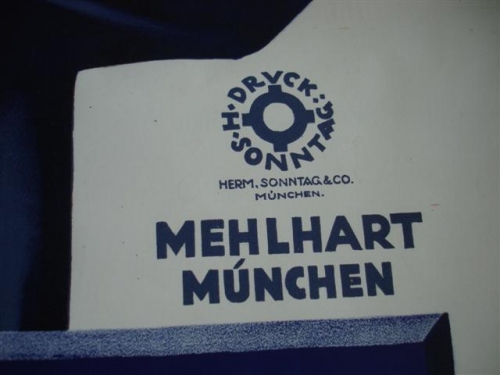 DRVCK: H. SONNTAG
HERM. SONNTAG & CO.
MÜNCHEN.
MEHLHART
MÚNCHEN